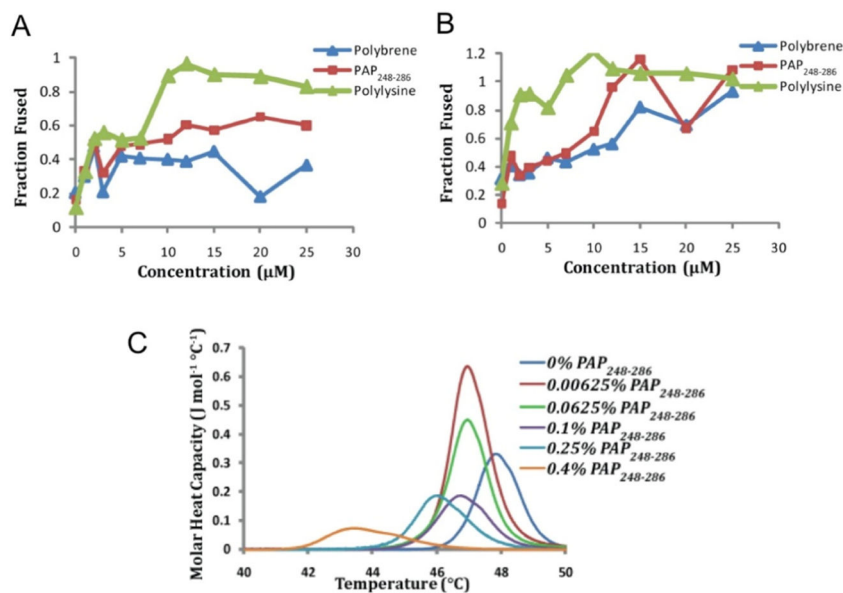 A
Fraction Fused
1
0.8
0.6
0.4
0.2
0
0 5 10 15 20 25 30
Concentration (µM)
Polybrene
PAP248-286
Polylysine
B
Fraction Fused
1.2
1
0.8
0.6
0.4
0.2
0
0 5 10 15 20 25 30
Concentration (µM)
Polybrene
PAP248-286
Polylysine
C
Molar Heat Capacity (J mol-1 °C-1)
0.7
0.6
0.5
0.4
0.3
0.2
0.1
0
40 42 44 46 48 50
Temperature (°C)
0% PAP248-286
0.00625% PAP248-286
0.0625% PAP248-286
0.1% PAP248-286
0.25% PAP248-286
0.4% PAP248-286